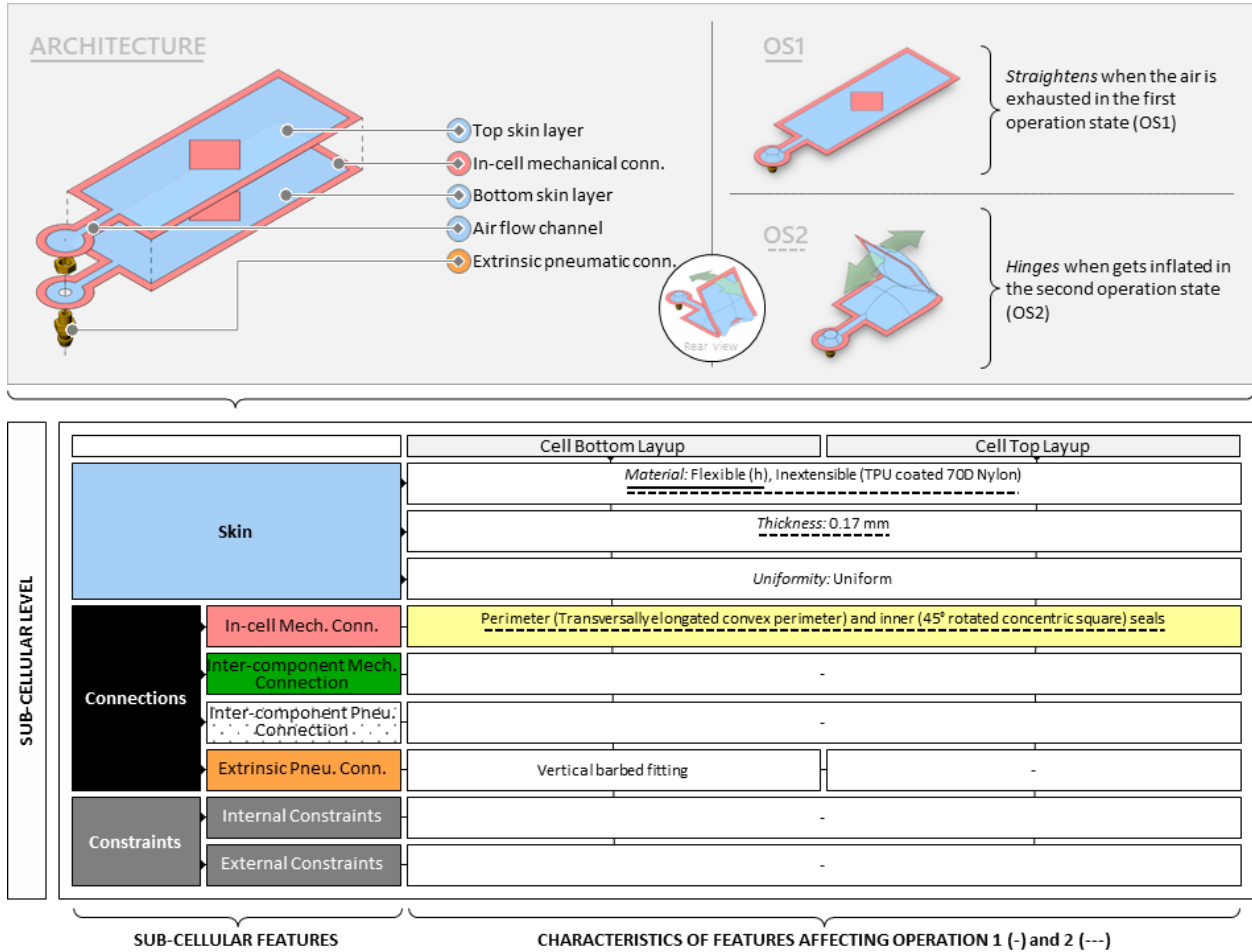 ARCHITECTURE
Top skin layer
In-cell mechanical conn.
Bottom skin layer
Air flow channel
Extrinsic pneumatic conn.
OS1
Straightens when the air is
exhausted in the first
operation state (OS1)
OS2
Hinges when gets inflated in
the second operation state
(OS2)
Rear view
SUB-CELLULAR LEVEL
Cell Bottom Layup
Cell Top Layup
Skin
Material: Flexible (h), Inextensible (TPU coated 70D Nylon)
Thickness: 0.17 mm
Uniformity: Uniform
Connections
In-cell Mech. Conn.
Perimeter (Transversally elongated convex perimeter) and inner (45° rotated concentric square) seals
Inter-component Mech.
Connection
-
Inter-component Pneu.
Connection
-
Extrinsic Pneu. Conn.
Vertical barbed fitting
-
Constraints
Internal Constraints
-
External Constraints
-
SUB-CELLULAR FEATURES
CHARACTERISTICS OF FEATURES AFFECTING OPERATION 1 (-) and 2 (---)